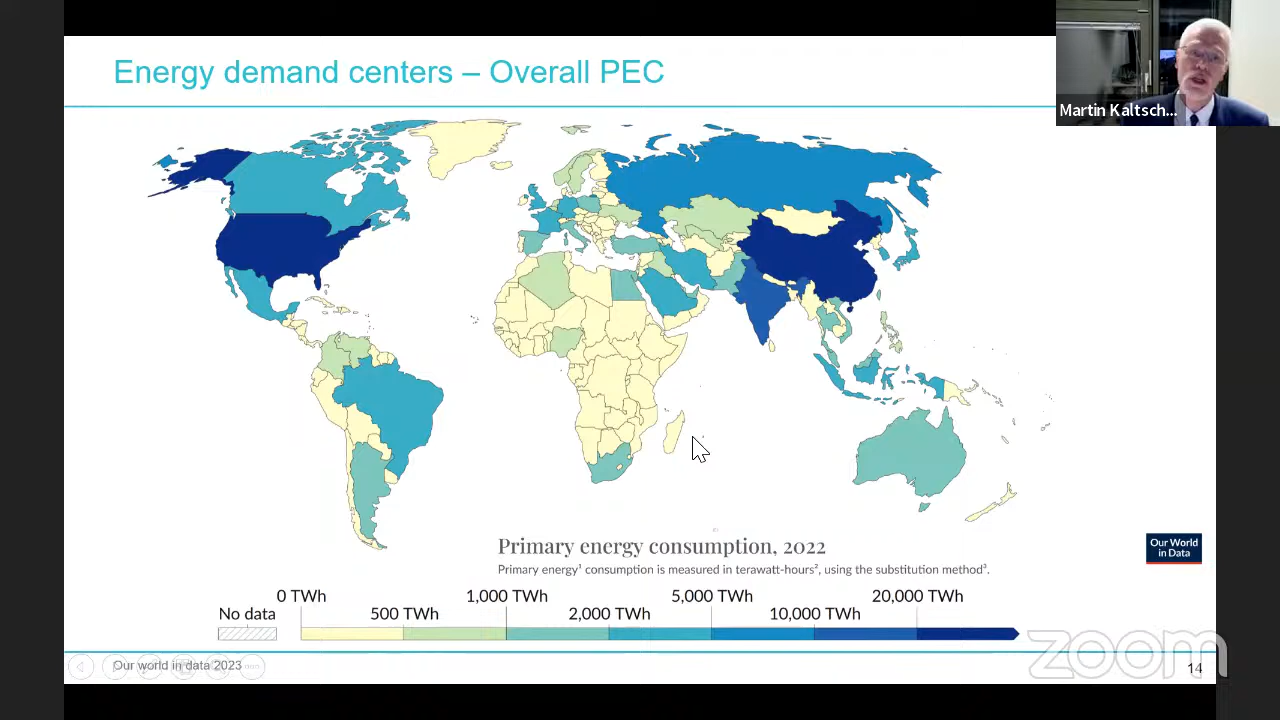 Energy demand centers – Overall PEC
Martin Kaltsch...
Primary energy consumption, 2022
Primary energy¹ consumption is measured in terawatt-hours², using the substitution method³.
Our World
in Data
No data
0 TWh
500 TWh
1,000 TWh
2,000 TWh
5,000 TWh
10,000 TWh
20,000 TWh
Our world in data 2023
zoom
14